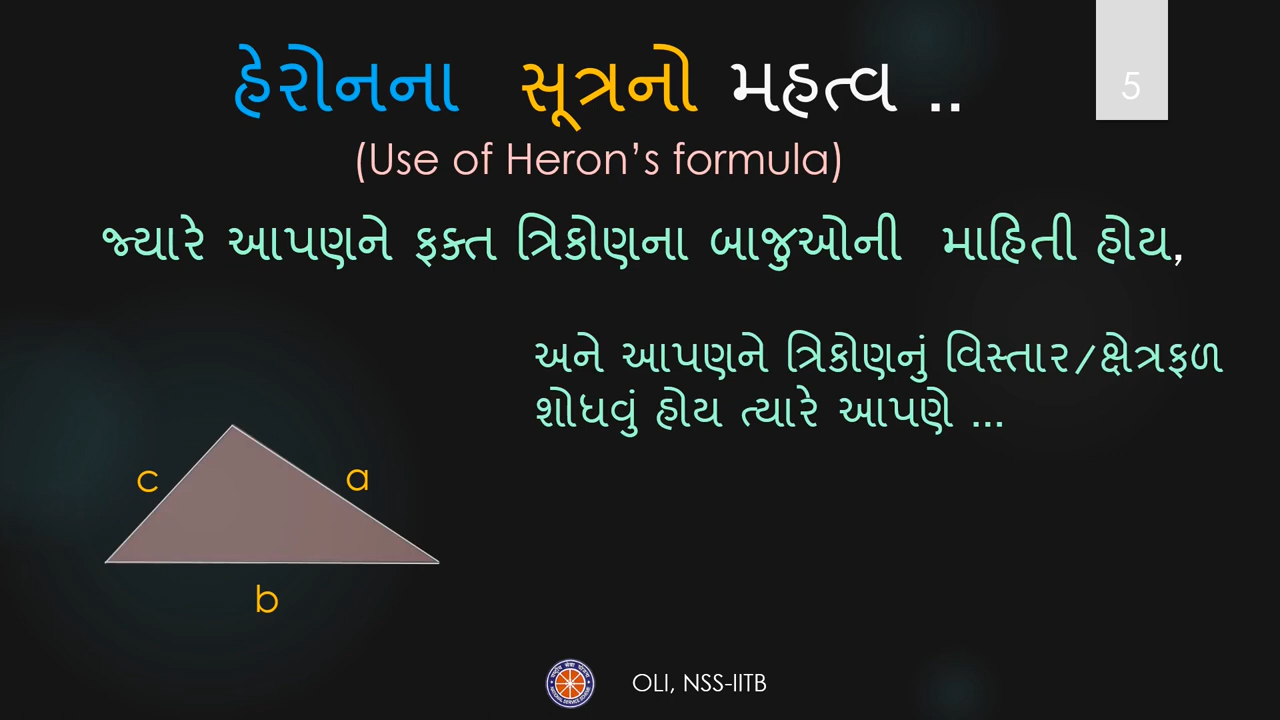 હેરોનના સૂત્રનો મહત્વ ..
5
(Use of Heron's formula)
જ્યારે આપણને ફક્ત ત્રિકોણના બાજુઓની માહિતી હોય,
અને આપણને ત્રિકોણનું વિસ્તાર/ક્ષેત્રફળ
શોધવું હોય ત્યારે આપણે ...
c
a
b
OLI, NSS-IITB